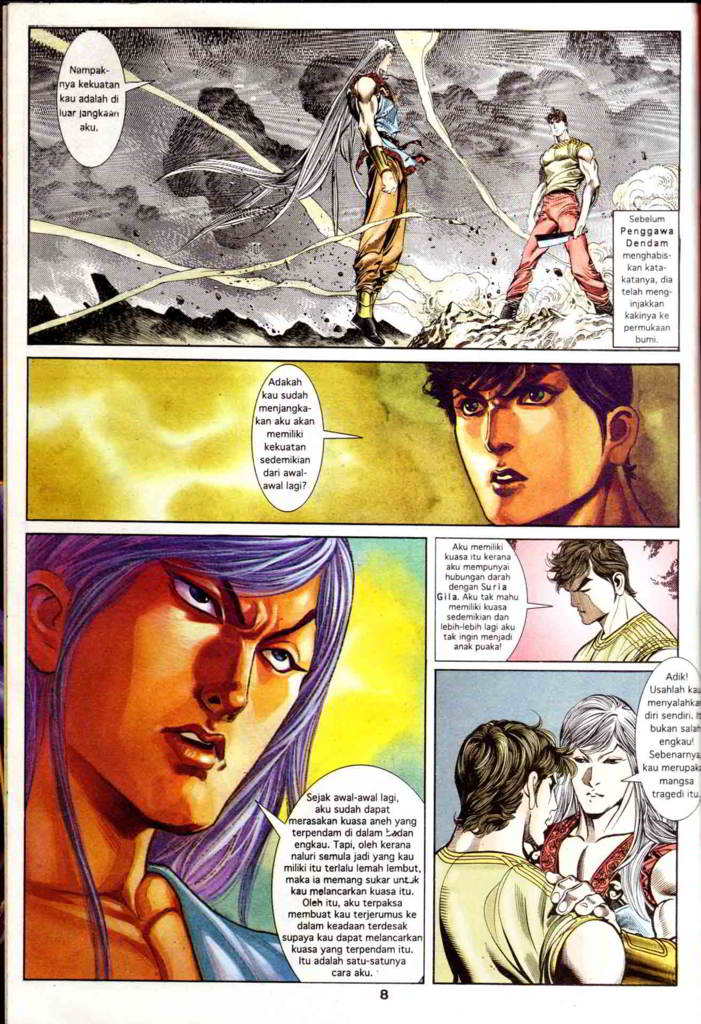 Nampak-
nya kekuatan
kau adalah di
luar jangkaan
aku.
Sebelum
Penggawa
Dendam
menghabis-
kan kata-
katanya, dia
telah meng-
injakkan
kakinya ke
permukaan
bumi.
Adakah
kau sudah
menjangka-
kan aku akan
memiliki
kekuatan
sedemikian
dari awal-
awal lagi?
Sejak awal-awal lagi,
aku sudah dapat
merasakan kuasa aneh yang
terpendam di dalam badan
engkau. Tapi, oleh kerana
naluri semula jadi yang kau
miliki itu terlalu lemah lembut,
maka ia memang sukar untuk
kau melancarkan kuasa itu.
Oleh itu, aku terpaksa
membuat kau terjerumus ke
dalam keadaan terdesak
supaya kau dapat melancarkan
kuasa yang terpendam itu.
Itu adalah satu-satunya
cara aku.
Aku memiliki
kuasa itu kerana
aku mempunyai
hubungan darah
dengan Suria
Gila. Aku tak mahu
memiliki kuasa
sedemikian dan
lebih-lebih lagi aku
tak ingin menjadi
anak puaka!
Adik!
Usahlah kau
menyalahka
diri sendiri. It
bukan salah
engkau!
Sebenarny
kau merupak
mangsa
tragedi itu.
8